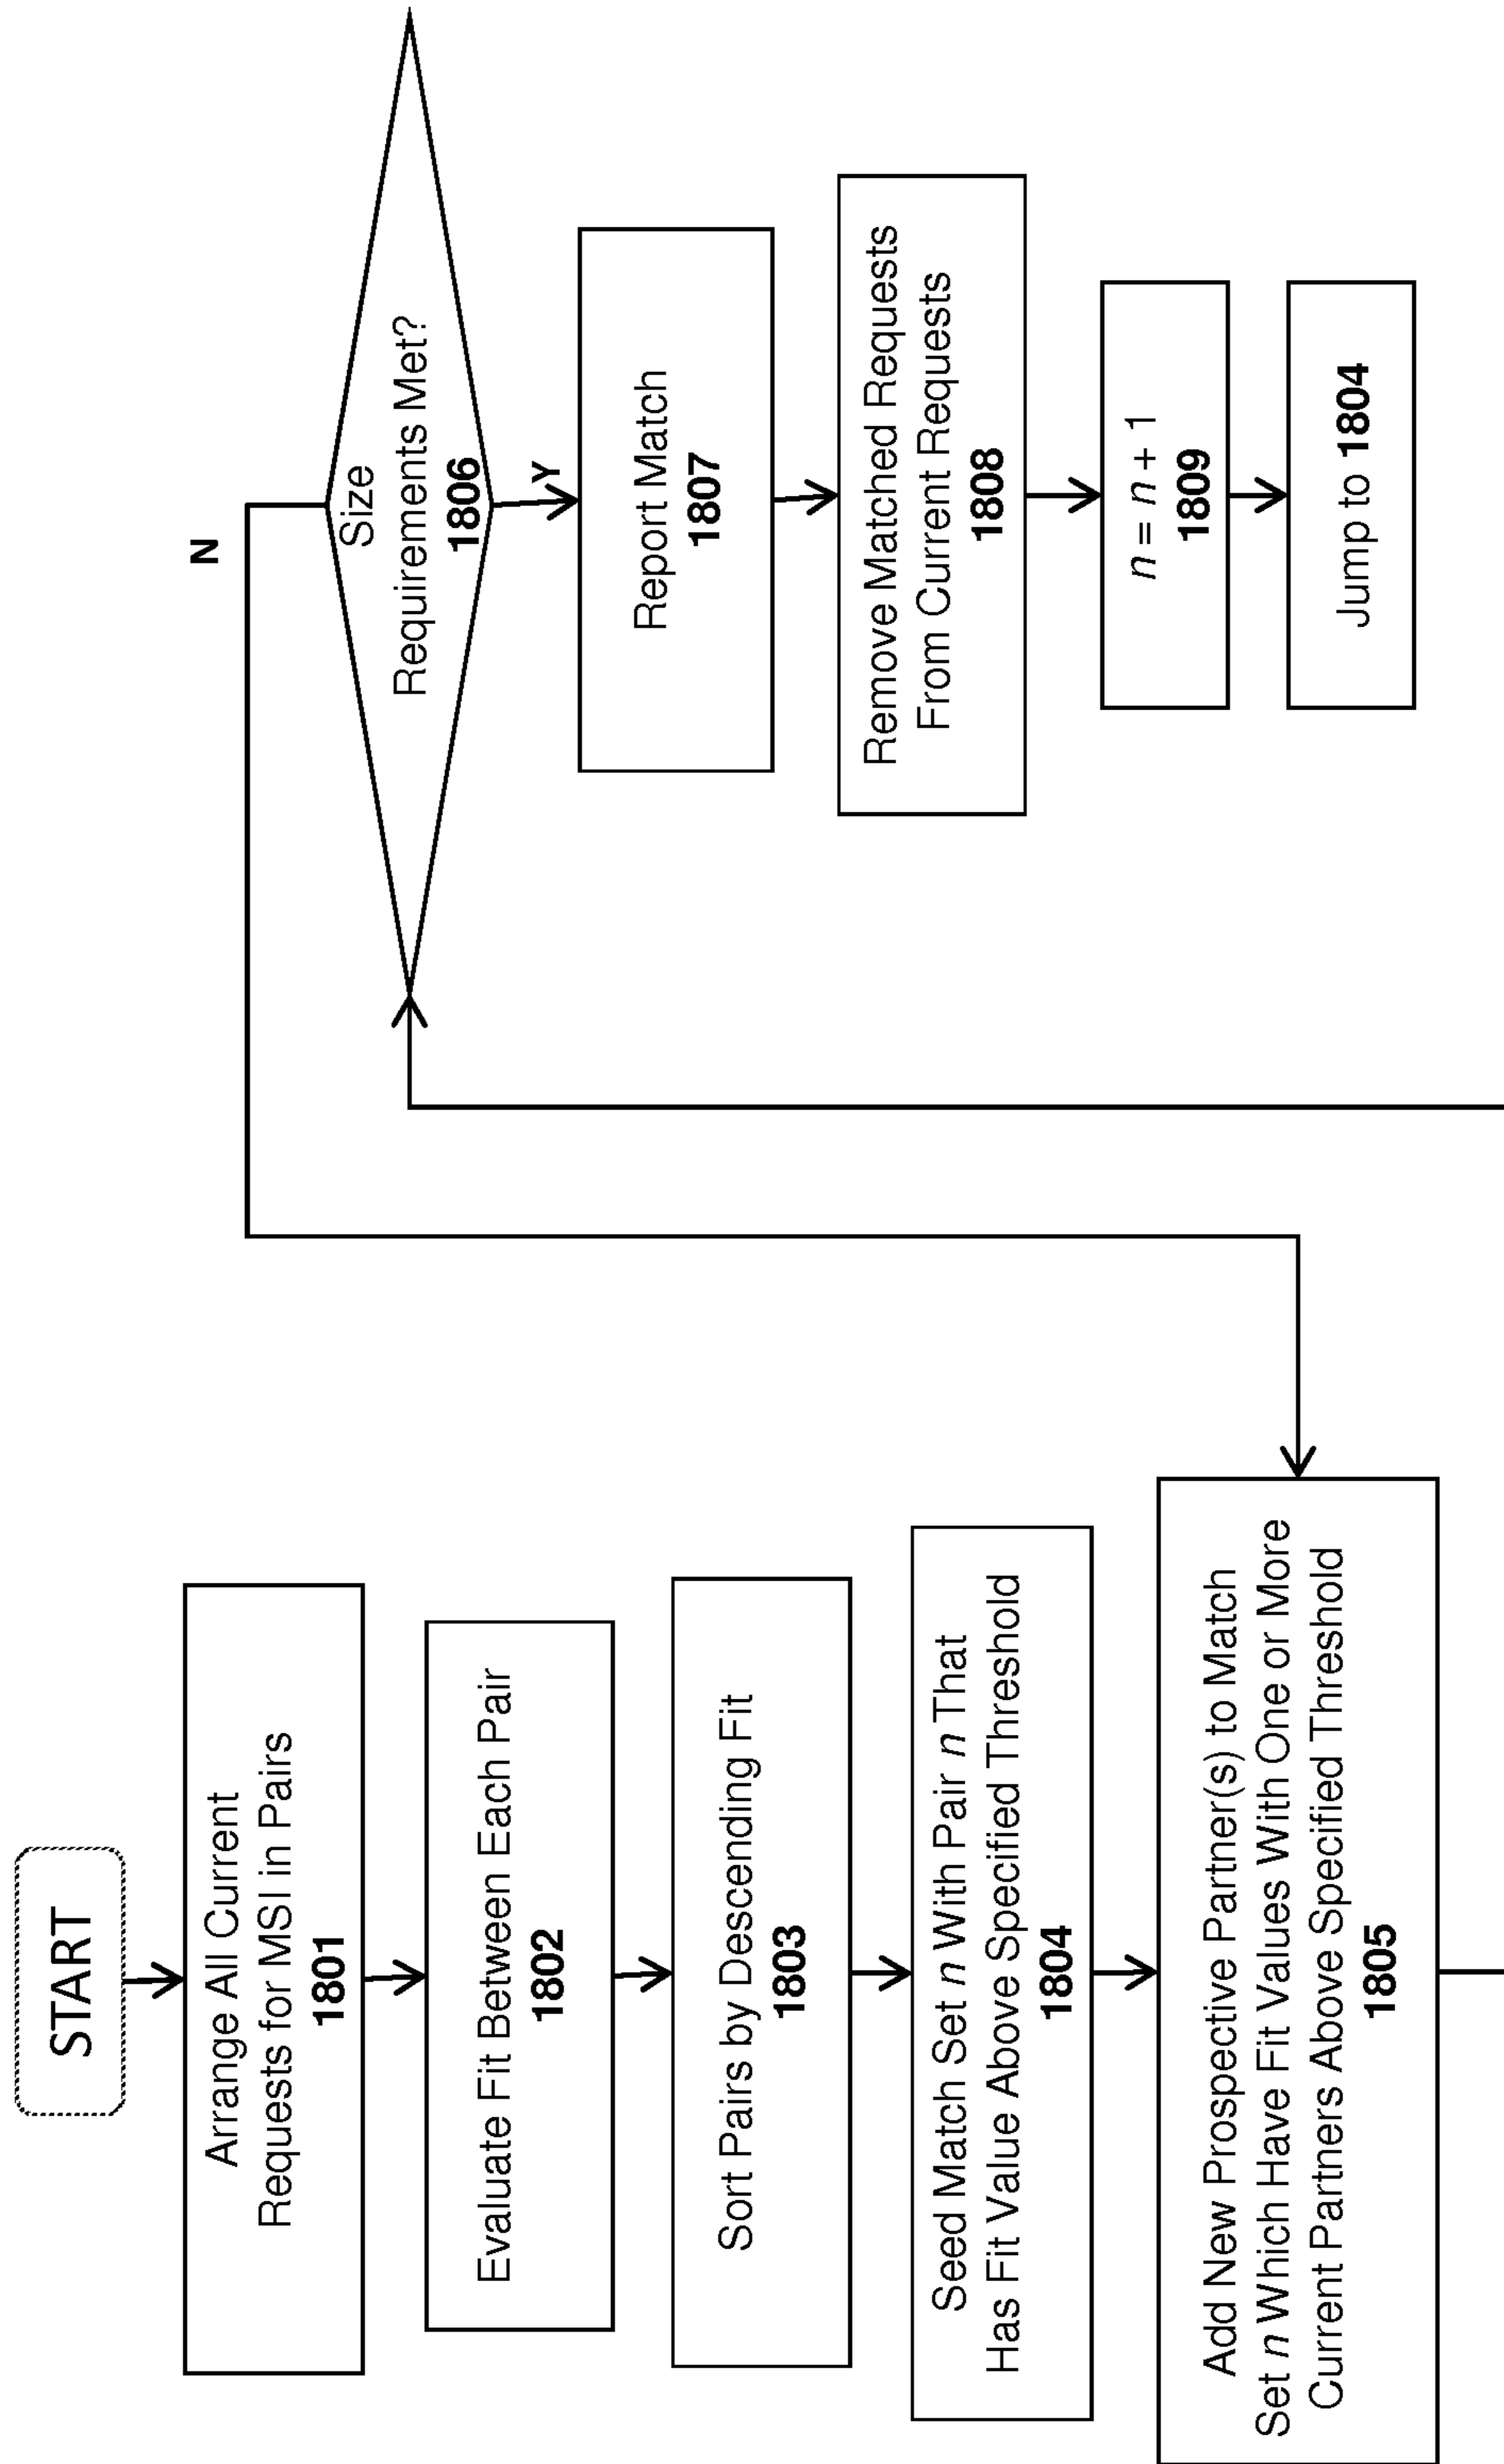 START
Arrange All Current
Requests for MSI in Pairs
1801
Evaluate Fit Between Each Pair
1802
Sort Pairs by Descending Fit
1803
Seed Match Set n With Pair n That
Has Fit Value Above Specified Threshold
1804
Add New Prospective Partner(s) to Match
Set n Which Have Fit Values With One or More
Current Partners Above Specified Threshold
1805
N
Size
Requirements Met?
1806
Y
Report Match
1807
Remove Matched Requests
From Current Requests
1808
n = n + 1
1809
Jump to 1804